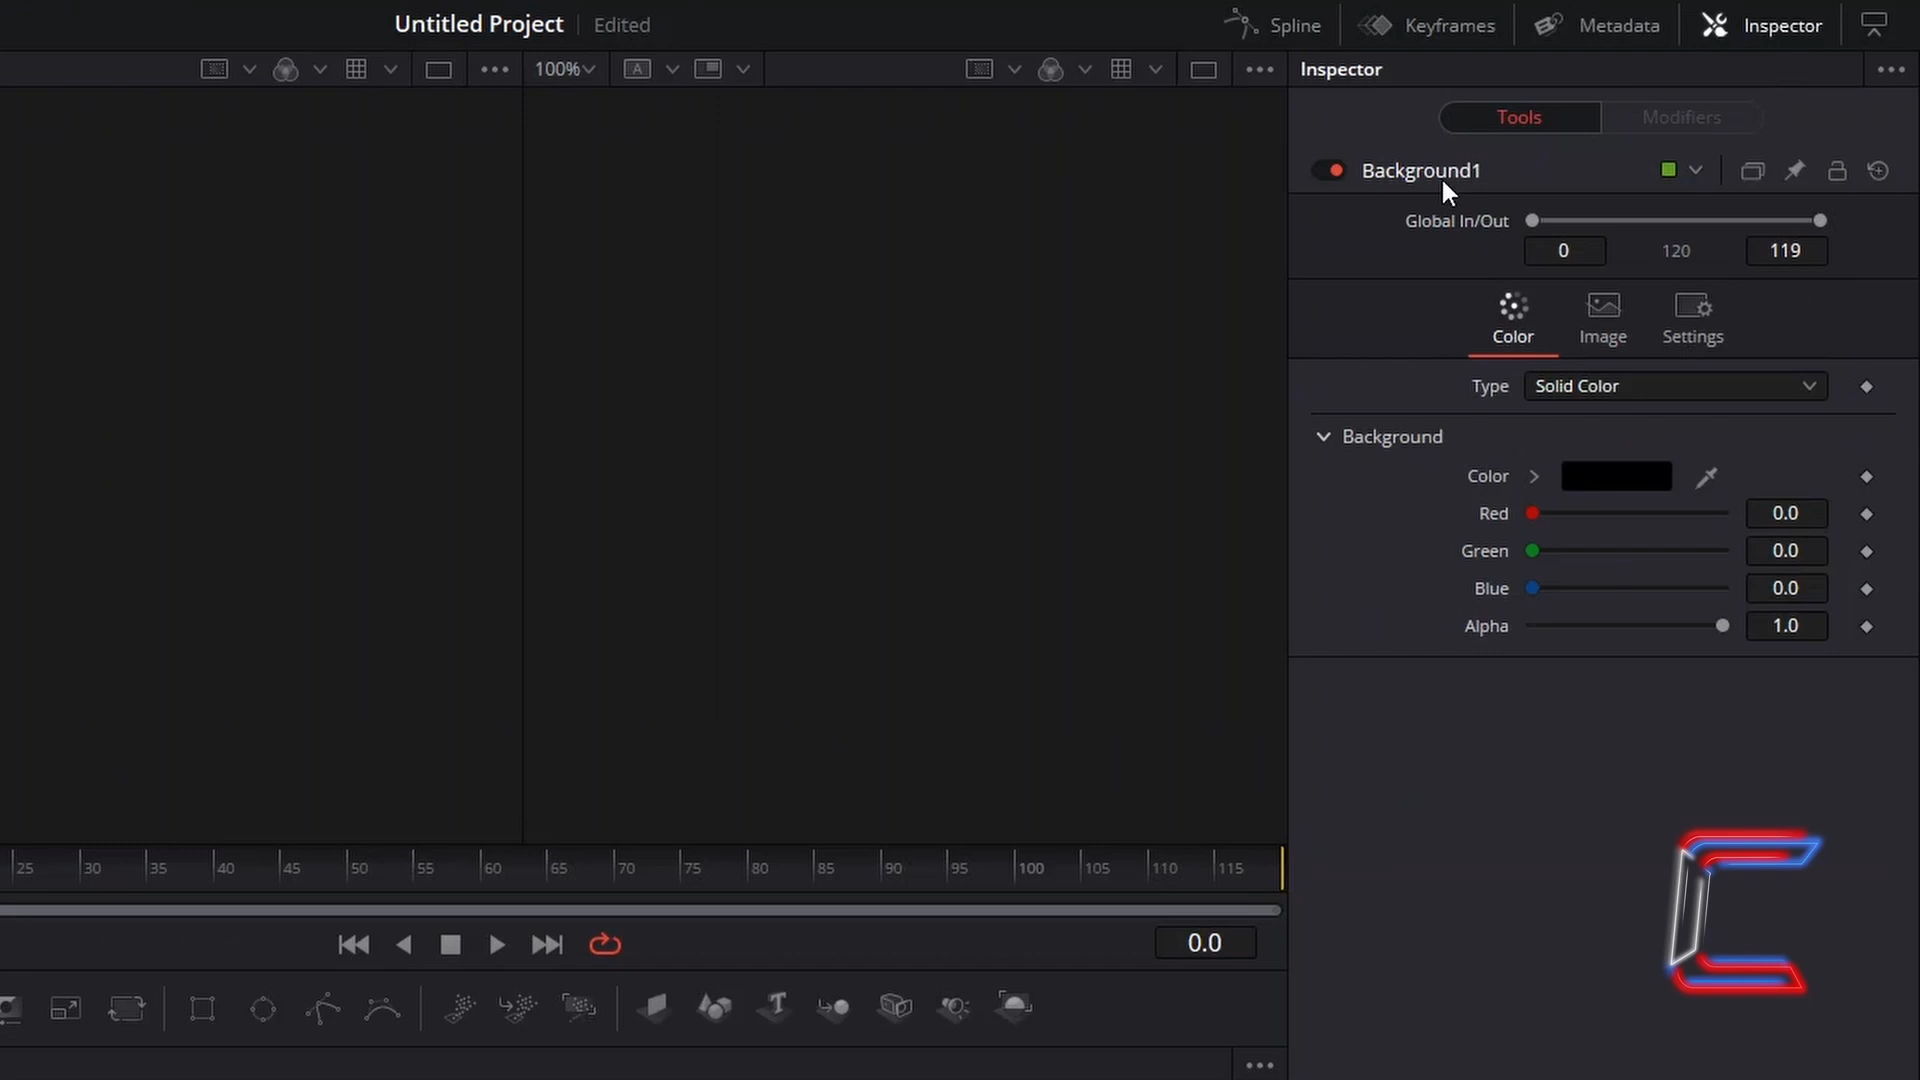 Untitled Project Edited Spline Keyframes Metadata Inspector
100% A Inspector
Tools Modifiers
Background1
Global In/Out
0 120 119
Color Image Settings
Type Solid Color
Background
Color
Red 0.0
Green 0.0
Blue 0.0
Alpha 1.0
25 30 35 40 45 50 55 60 65 70 75 80 85 90 95 100 105 110 115
0.0
T
C